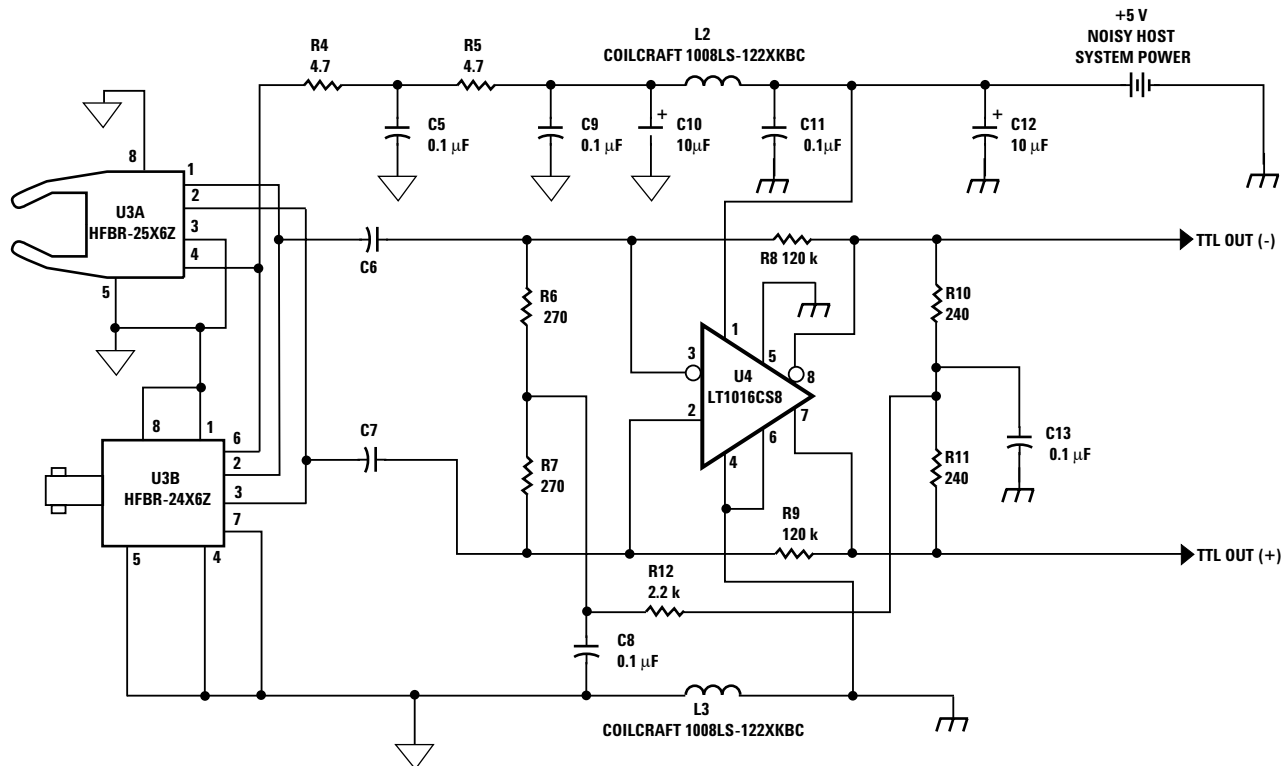 +5 V
NOISY HOST
SYSTEM POWER
L2
COILCRAFT 1008LS-122XKBC
R4
4.7
R5
4.7
C5
0.1 μF
C9
0.1 μF
+
C10
10μF
C11
0.1μF
+
C12
10 μF
8
U3A
HFBR-25X6Z
1
2
3
4
5
C6
R8 120 k
TTL OUT (-)
R6
270
R10
240
1
5
3
U4
LT1016CS8
8
2
7
6
4
C7
R7
270
R11
240
C13
0.1 μF
8
1
U3B
HFBR-24X6Z
6
2
3
7
5
4
R9
120 k
TTL OUT (+)
R12
2.2 k
C8
0.1 μF
L3
COILCRAFT 1008LS-122XKBC